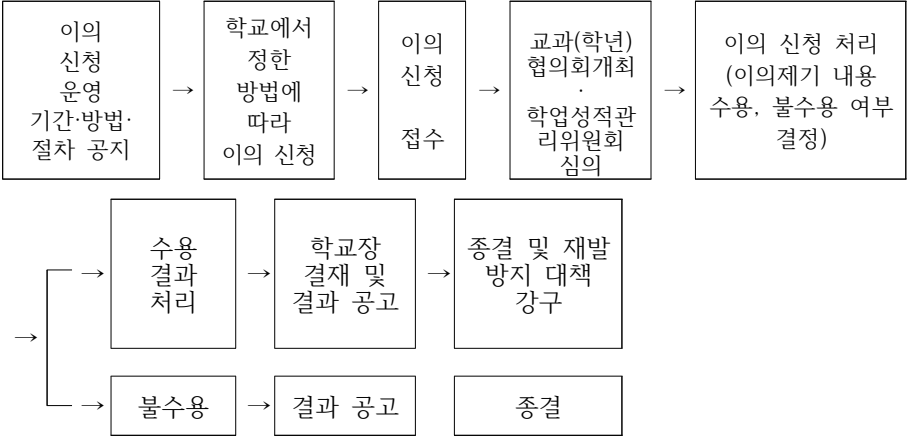 이의
신청
운영
기간·방법·
절차 공지
→
학교에서
정한
방법에
따라
이의 신청
→
이의
신청
접수
→
교과(학년)
협의회개최
·
학업성적관
리위원회
심의
→
이의 신청 처리
(이의제기 내용
수용, 불수용 여부
결정)
→
→
수용
결과
처리
→
학교장
결재 및
결과 공고
→
종결 및 재발
방지 대책
강구
→
불수용
→
결과 공고
종결